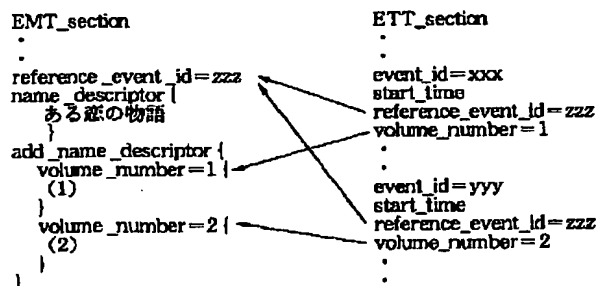 EMT_section
.
.
reference_event_id=zzz
name_descriptor{
ある恋の物語
}
add_name_descriptor{
volume_number=1{
(1)
}
volume_number=2{
(2)
}
}
ETT_section
.
.
event_id=xxx
start_time
reference_event_id=zzz
volume_number=1
.
.
event_id=yyy
start_time
reference_event_id=zzz
volume_number=2
.
.